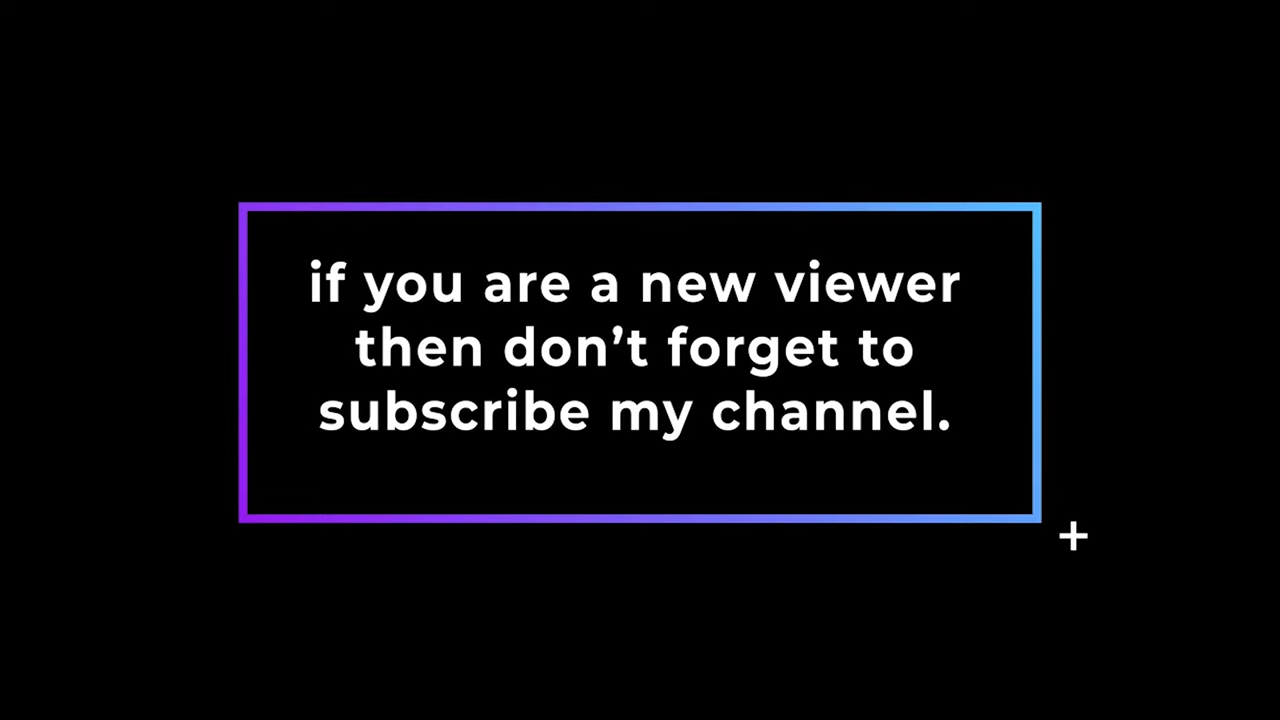 if you are a new viewer
then don’t forget to
subscribe my channel.